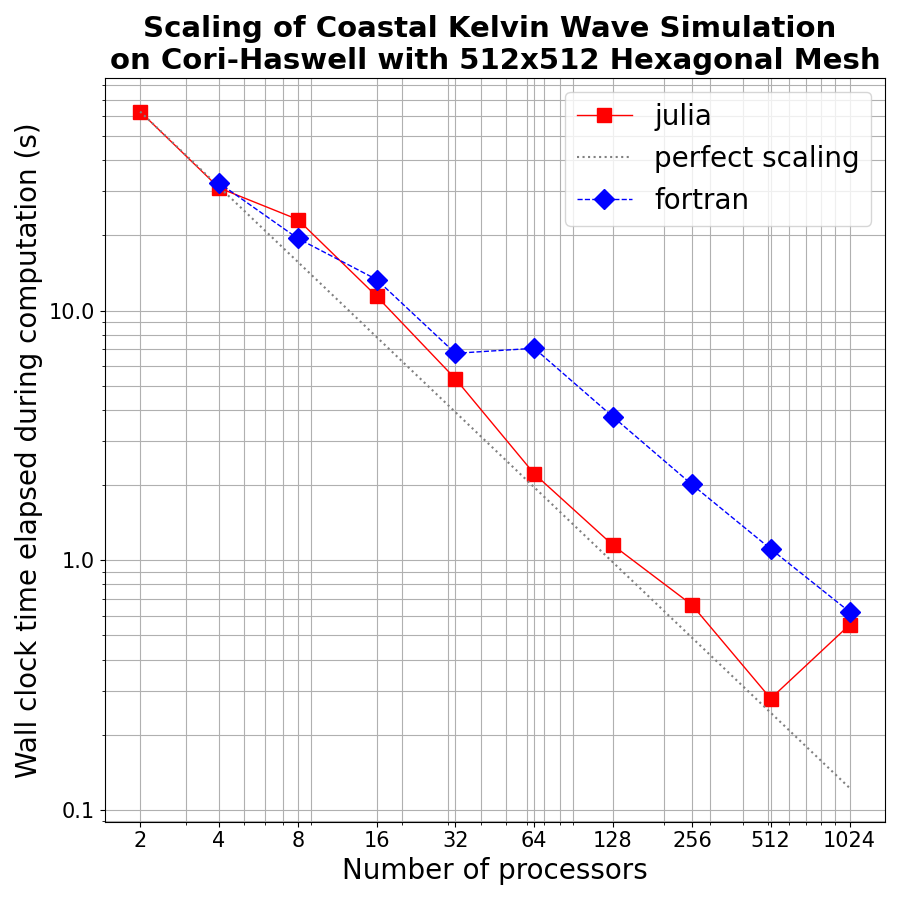 Scaling of Coastal Kelvin Wave Simulation
on Cori-Haswell with 512x512 Hexagonal Mesh
julia
perfect scaling
fortran
Wall clock time elapsed during computation (s)
10.0
1.0
0.1
2 4 8 16 32 64 128 256 512 1024
Number of processors